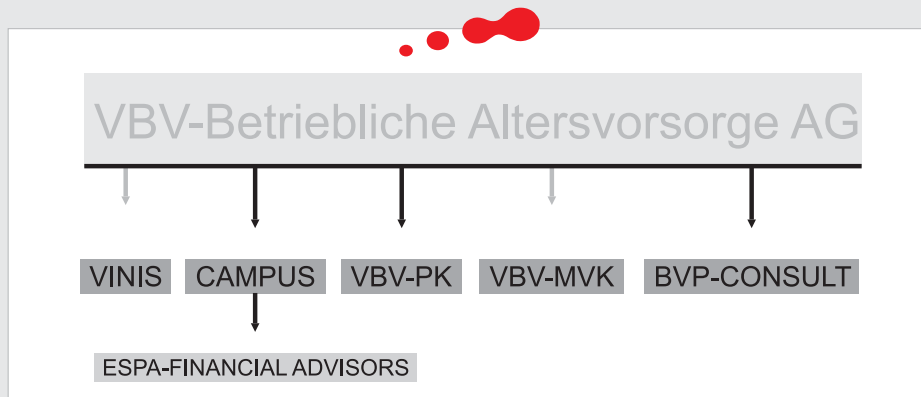 VBV-Betriebliche Altersvorsorge AG
VINIS CAMPUS VBV-PK VBV-MVK BVP-CONSULT
ESPA-FINANCIAL ADVISORS